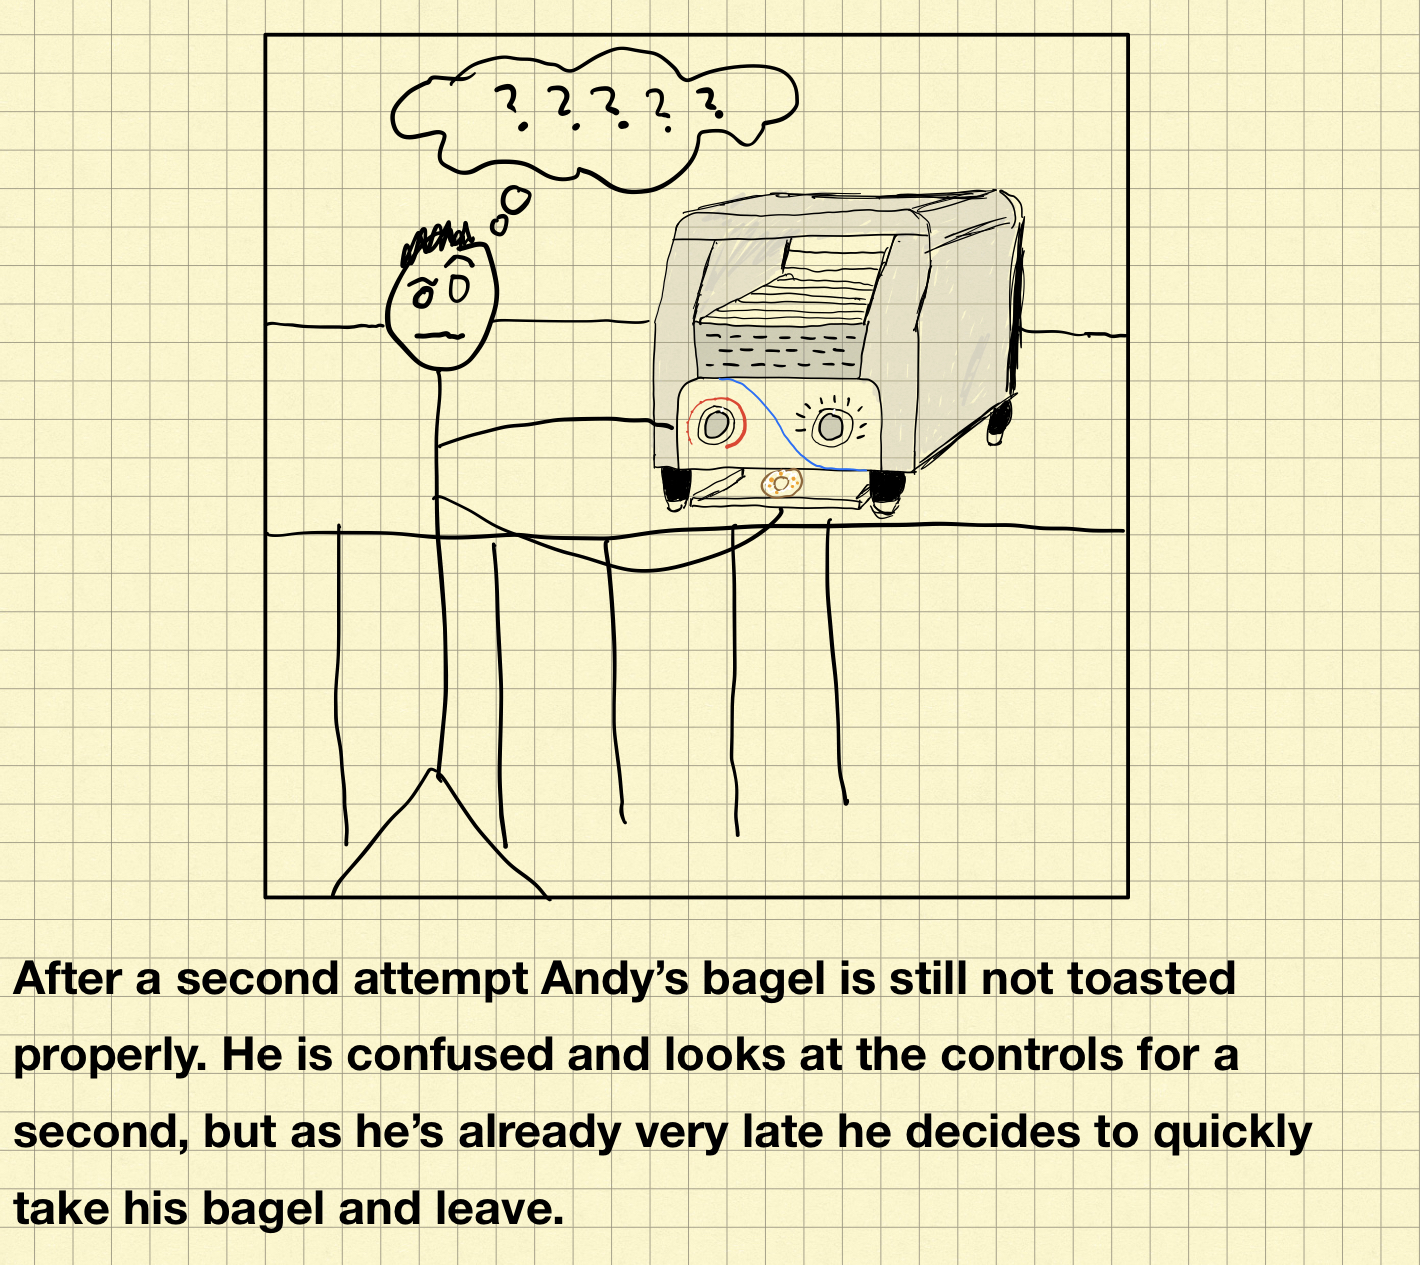 ? ? ? ? ?
After a second attempt Andy’s bagel is still not toasted
properly. He is confused and looks at the controls for a
second, but as he’s already very late he decides to quickly
take his bagel and leave.